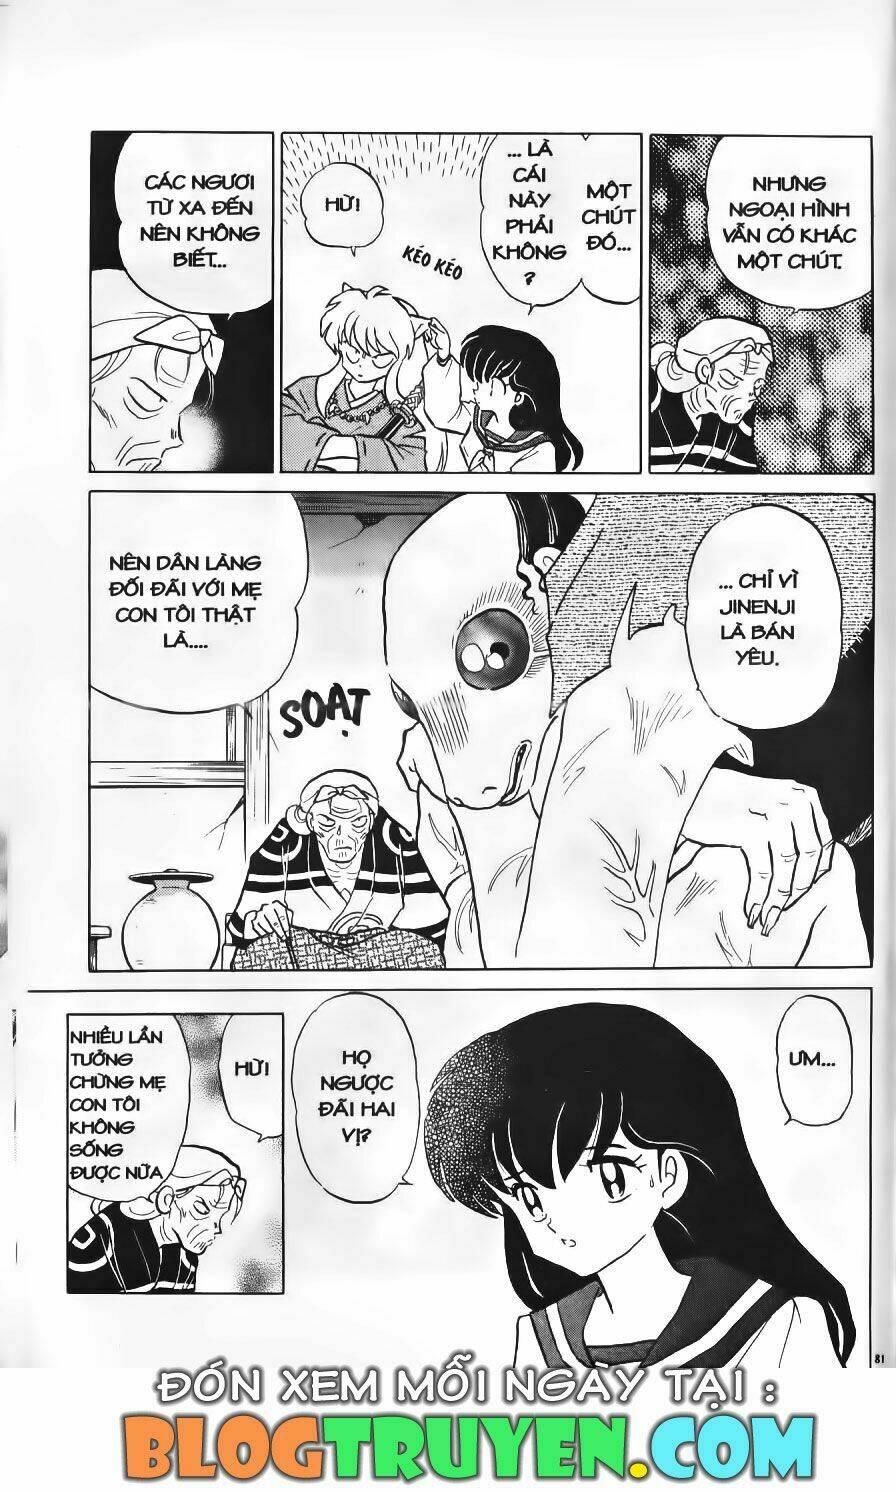 NHƯNG
NGOẠI HÌNH
VẪN CÓ KHÁC
MỘT CHÚT.
MỘT
CHÚT
ĐÓ...
... LÀ
CÁI
NÀY
PHẢI
KHÔNG
?
KÉO KÉO
HỪ!
CÁC NGƯƠI
TỪ XA ĐẾN
NÊN KHÔNG
BIẾT...
... CHỈ VÌ
JINENJI
LÀ BÁN
YÊU.
NÊN DÂN LÀNG
ĐỐI ĐÃI VỚI MẸ
CON TÔI THẬT
LÀ....
SOẠT
ƯM...
HỌ
NGƯỢC
ĐÃI HAI
VỊ?
HỪ!
NHIỀU LẦN
TƯỞNG
CHỪNG MẸ
CON TÔI
KHÔNG
SỐNG
ĐƯỢC NỮA
81
ĐÓN XEM MỖI NGÀY TẠI :
BLOGTRUYEN.COM